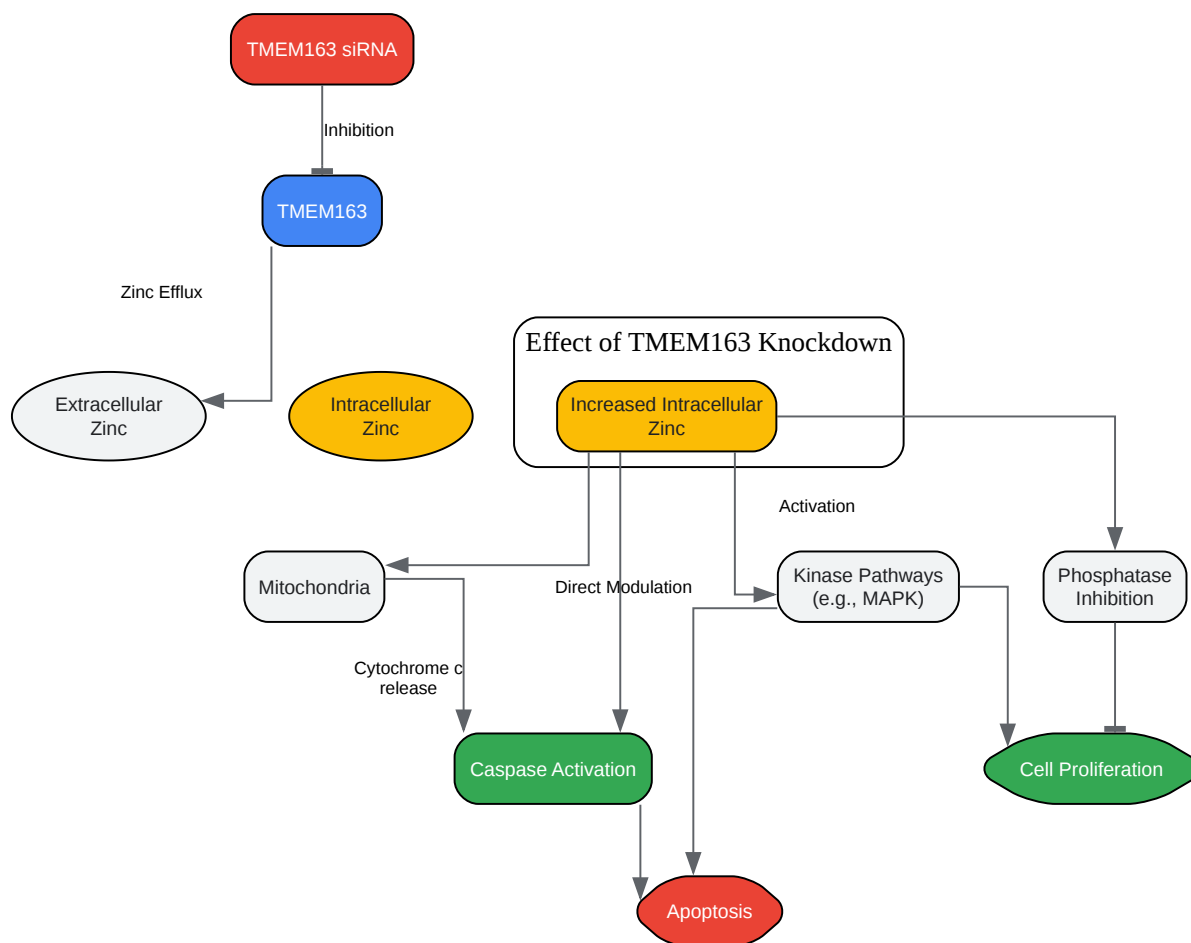 TMEM163 siRNA
Inhibition
TMEM163
Zinc Efflux
Effect of TMEM163 Knockdown
Extracellular
Zinc
Intracellular
Zinc
Increased Intracellular
Zinc
Activation
Mitochondria
Direct Modulation
Kinase Pathways
(e.g., MAPK)
Phosphatase
Inhibition
Cytochrome c
release
Caspase Activation
Cell Proliferation
Apoptosis